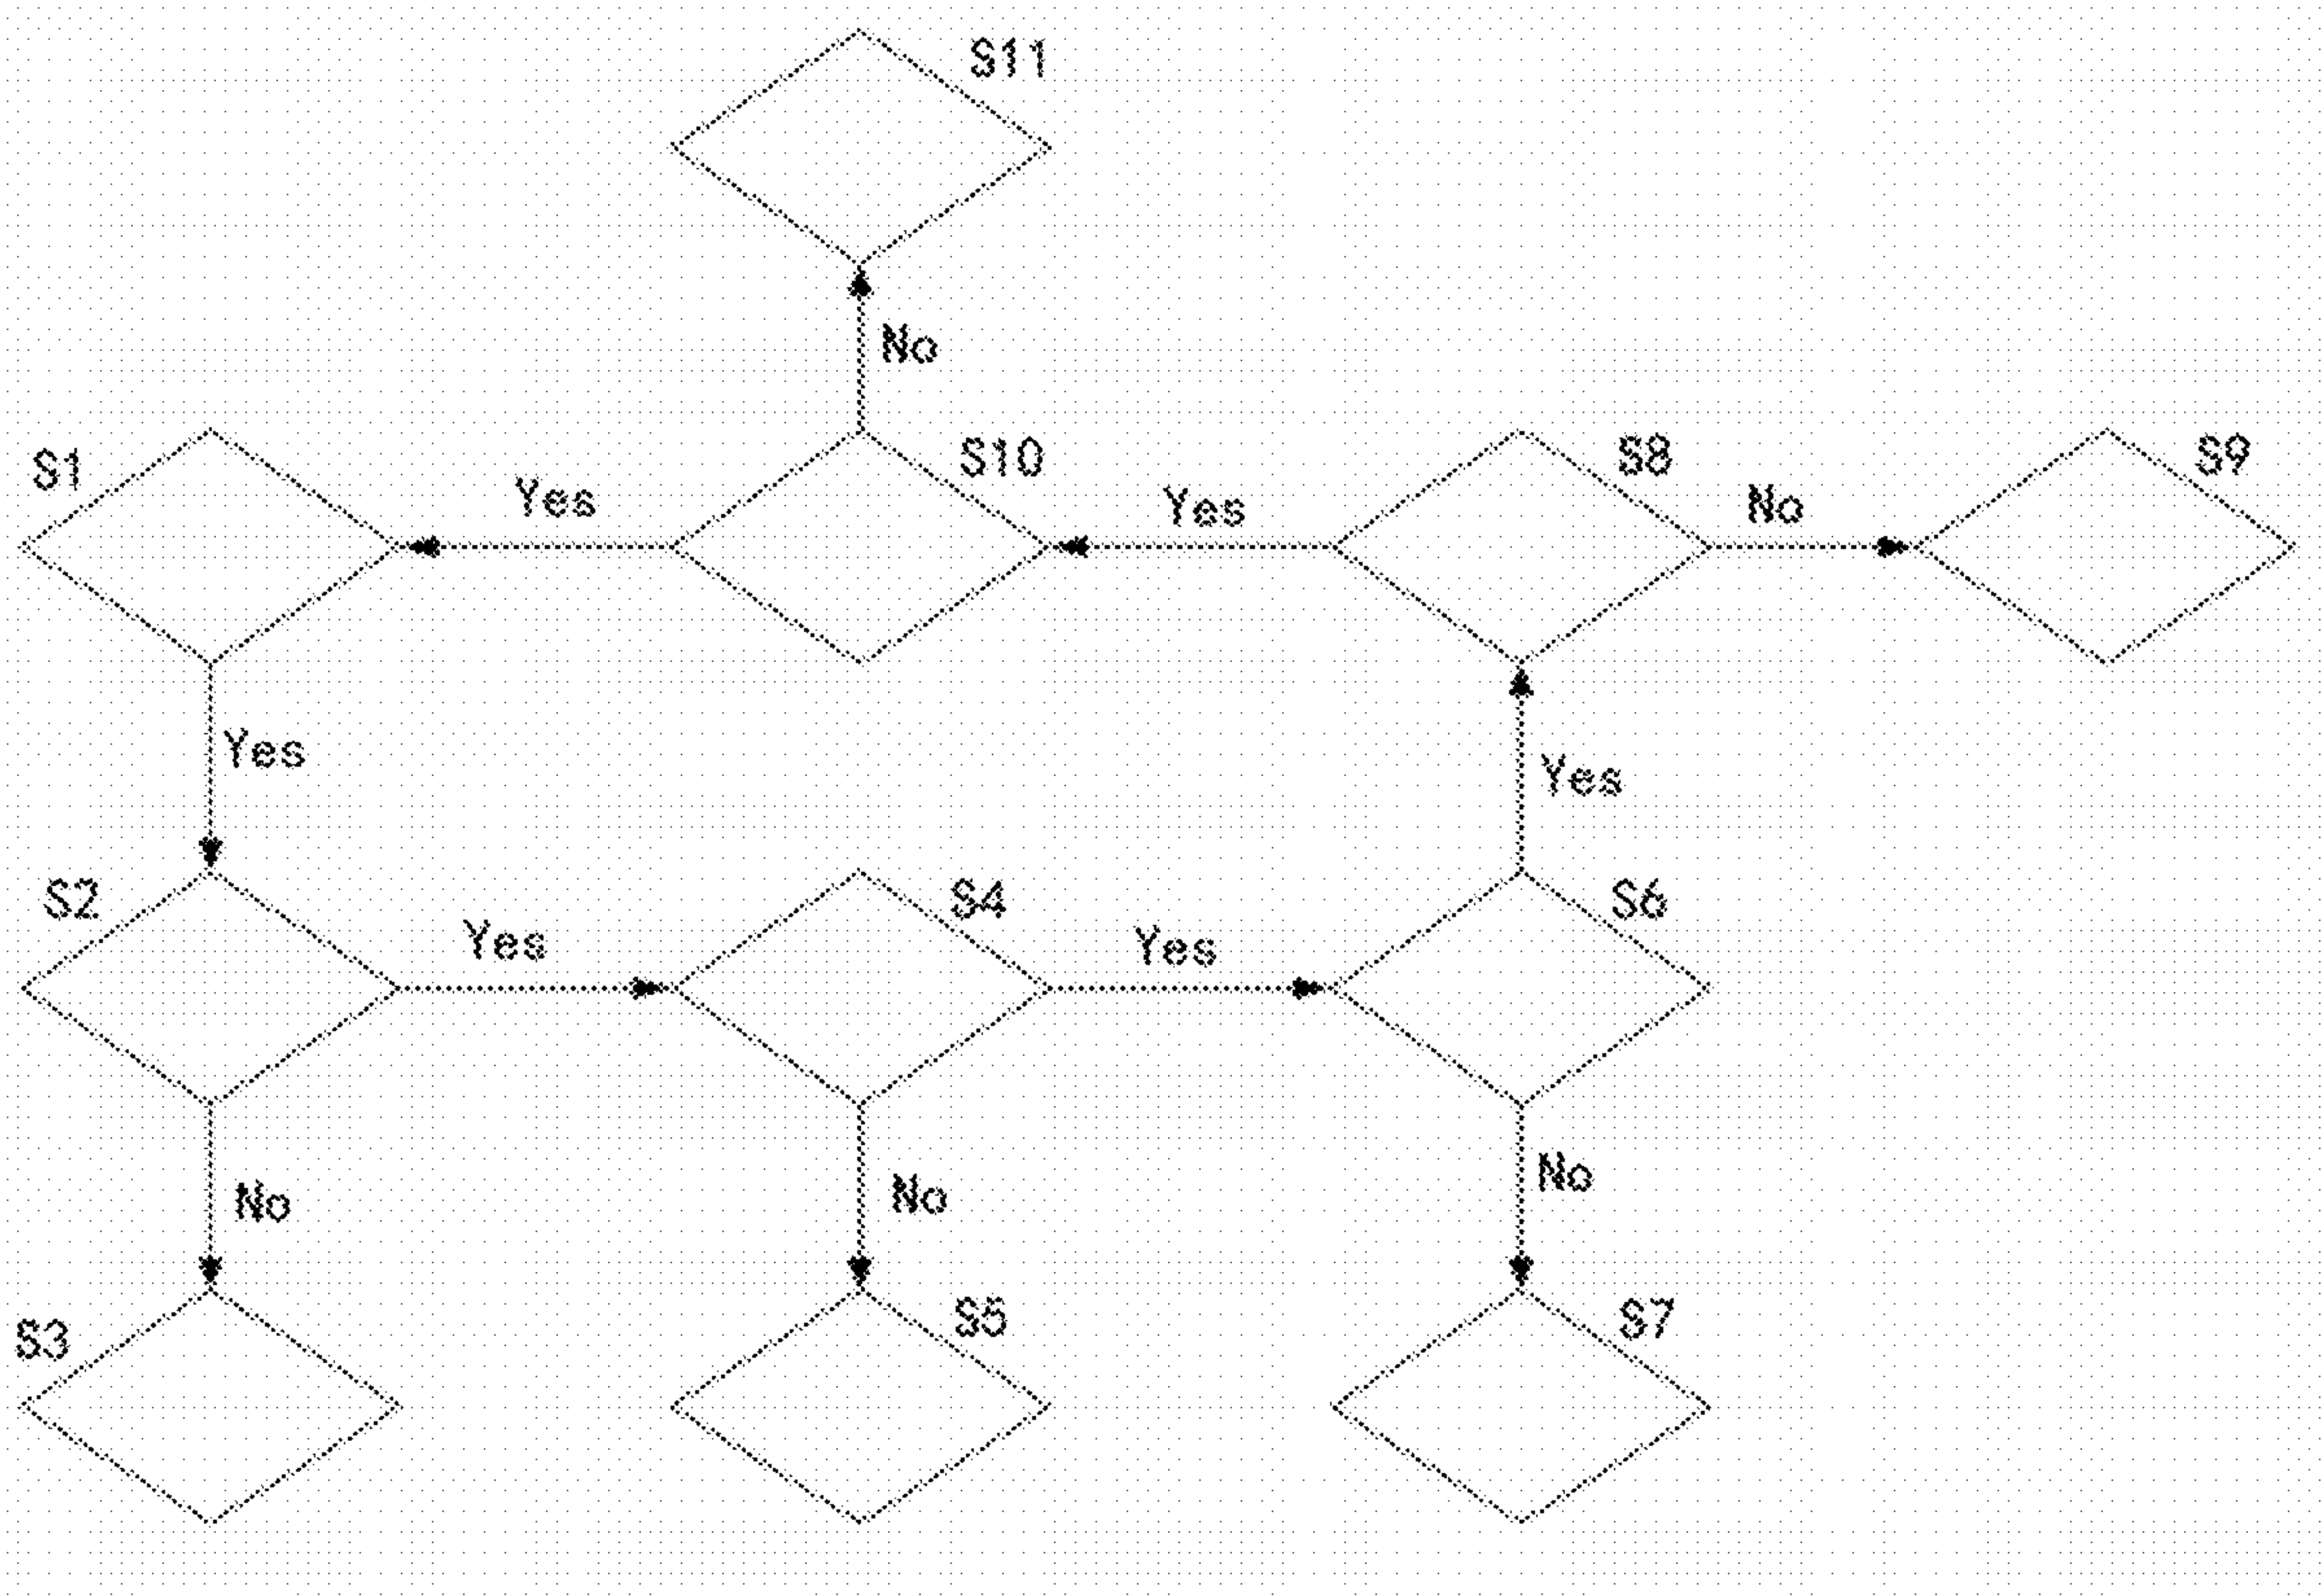 S11
No
S1
Yes
S10
Yes
S8
No
S9
Yes
Yes
S2
Yes
S4
Yes
S6
No
No
No
S3
S5
S7